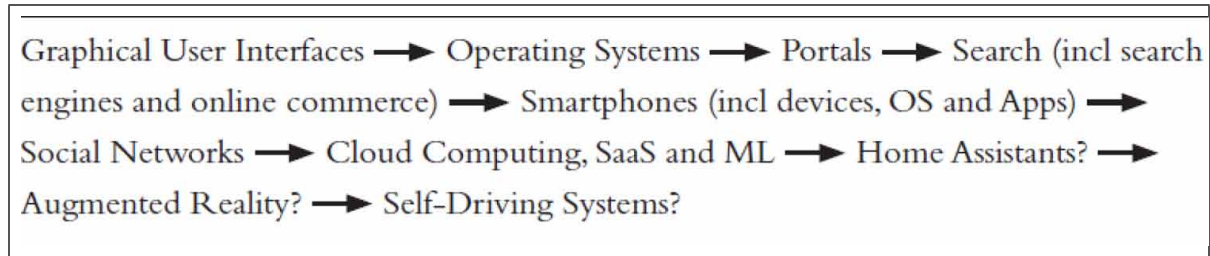 Graphical User Interfaces → Operating Systems → Portals → Search (incl search
engines and online commerce) → Smartphones (incl devices, OS and Apps) →
Social Networks → Cloud Computing, SaaS and ML → Home Assistants? →
Augmented Reality? → Self-Driving Systems?